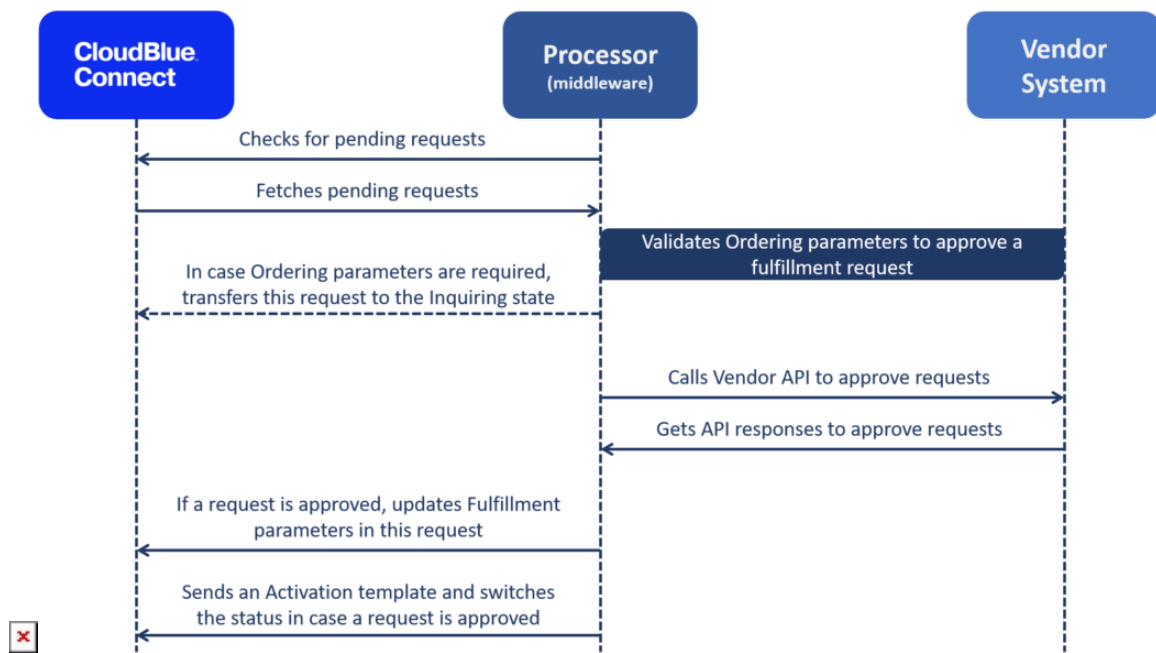 CloudBlue.
Connect
Processor
(middleware)
Vendor
System
Checks for pending requests
Fetches pending requests
Validates Ordering parameters to approve a
fulfillment request
In case Ordering parameters are required,
transfers this request to the Inquiring state
Calls Vendor API to approve requests
Gets API responses to approve requests
If a request is approved, updates Fulfillment
parameters in this request
Sends an Activation template and switches
the status in case a request is approved